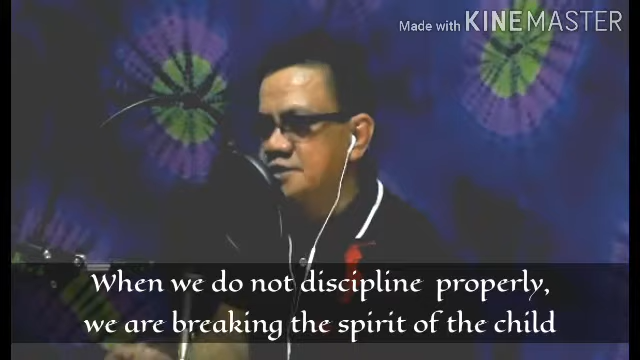 Made with KINEMASTER
When we do not discipline properly,
we are breaking the spirit of the child